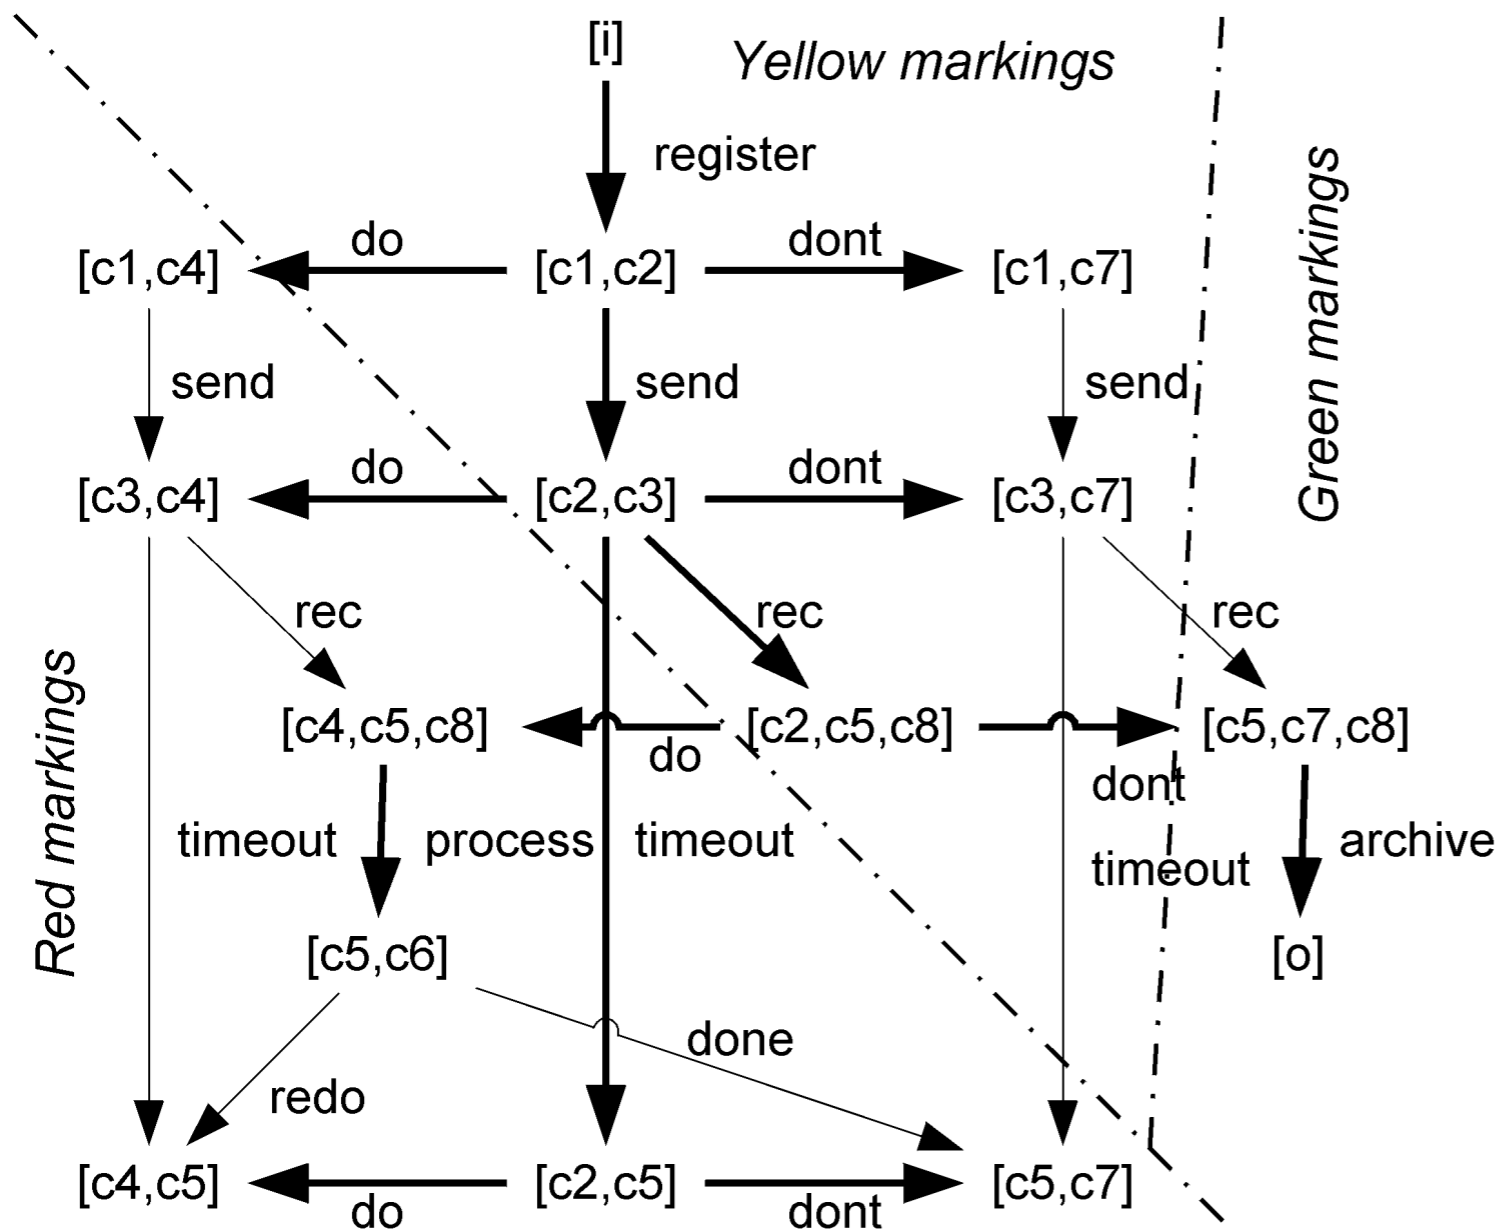 [i]
Yellow markings
register
Green markings
do
dont
[c1,c4]
[c1,c2]
[c1,c7]
send
send
send
do
dont
[c3,c4]
[c2,c3]
[c3,c7]
rec
rec
rec
Red markings
[c4,c5,c8]
[c2,c5,c8]
[c5,c7,c8]
do
dont
timeout
process
timeout
timeout
archive
[c5,c6]
[o]
done
redo
[c4,c5]
[c2,c5]
[c5,c7]
do
dont